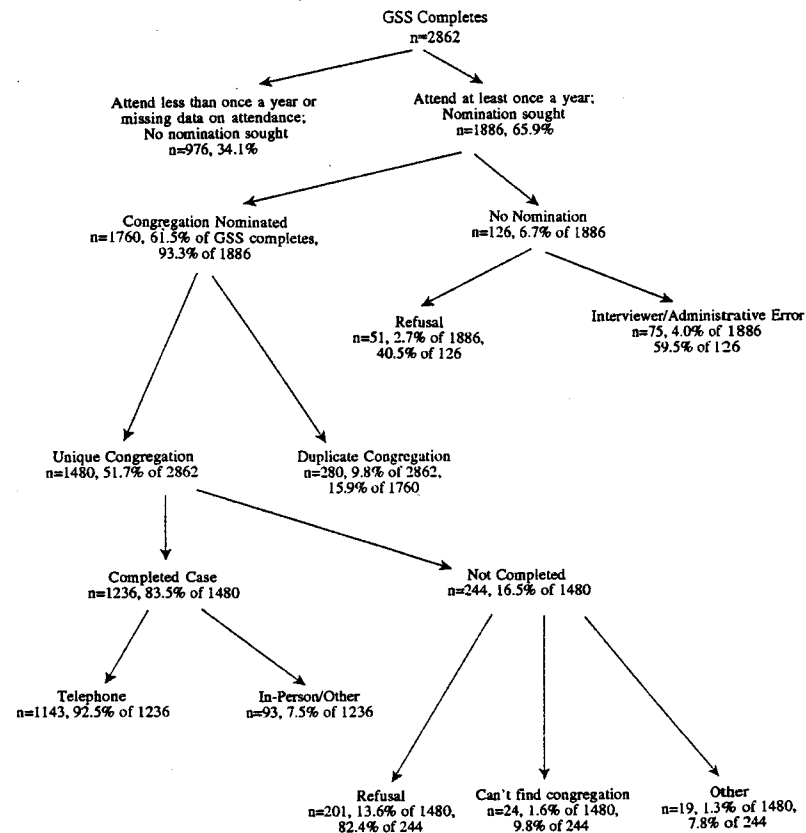 GSS Completes
n=2862
Attend less than once a year or
missing data on attendance;
No nomination sought
n=976, 34.1%
Attend at least once a year;
Nomination sought
n=1886, 65.9%
Congregation Nominated
n=1760, 61.5% of GSS completes,
93.3% of 1886
No Nomination
n=126, 6.7% of 1886
Refusal
n=51, 2.7% of 1886,
40.5% of 126
Interviewer/Administrative Error
n=75, 4.0% of 1886
59.5% of 126
Unique Congregation
n=1480, 51.7% of 2862
Duplicate Congregation
n=280, 9.8% of 2862,
15.9% of 1760
Completed Case
n=1236, 83.5% of 1480
Not Completed
n=244, 16.5% of 1480
Telephone
n=1143, 92.5% of 1236
In-Person/Other
n=93, 7.5% of 1236
Refusal
n=201, 13.6% of 1480,
82.4% of 244
Can't find congregation
n=24, 1.6% of 1480,
9.8% of 244
Other
n=19, 1.3% of 1480,
7.8% of 244